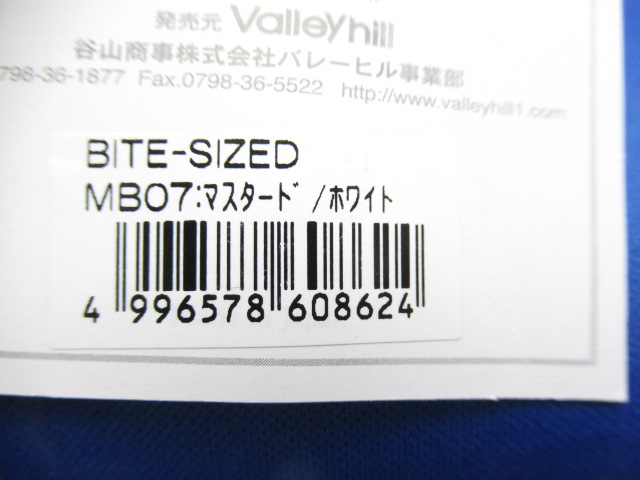 発売元 Valleyhill
谷山商事株式会社バレーヒル事業部
0798-36-1877 Fax.0798-36-5522 http://www.valleyhill1.com
BITE-SIZED
MB07:ﾏｽﾀｰﾄﾞ/ﾎﾜｲﾄ
4 996578 608624